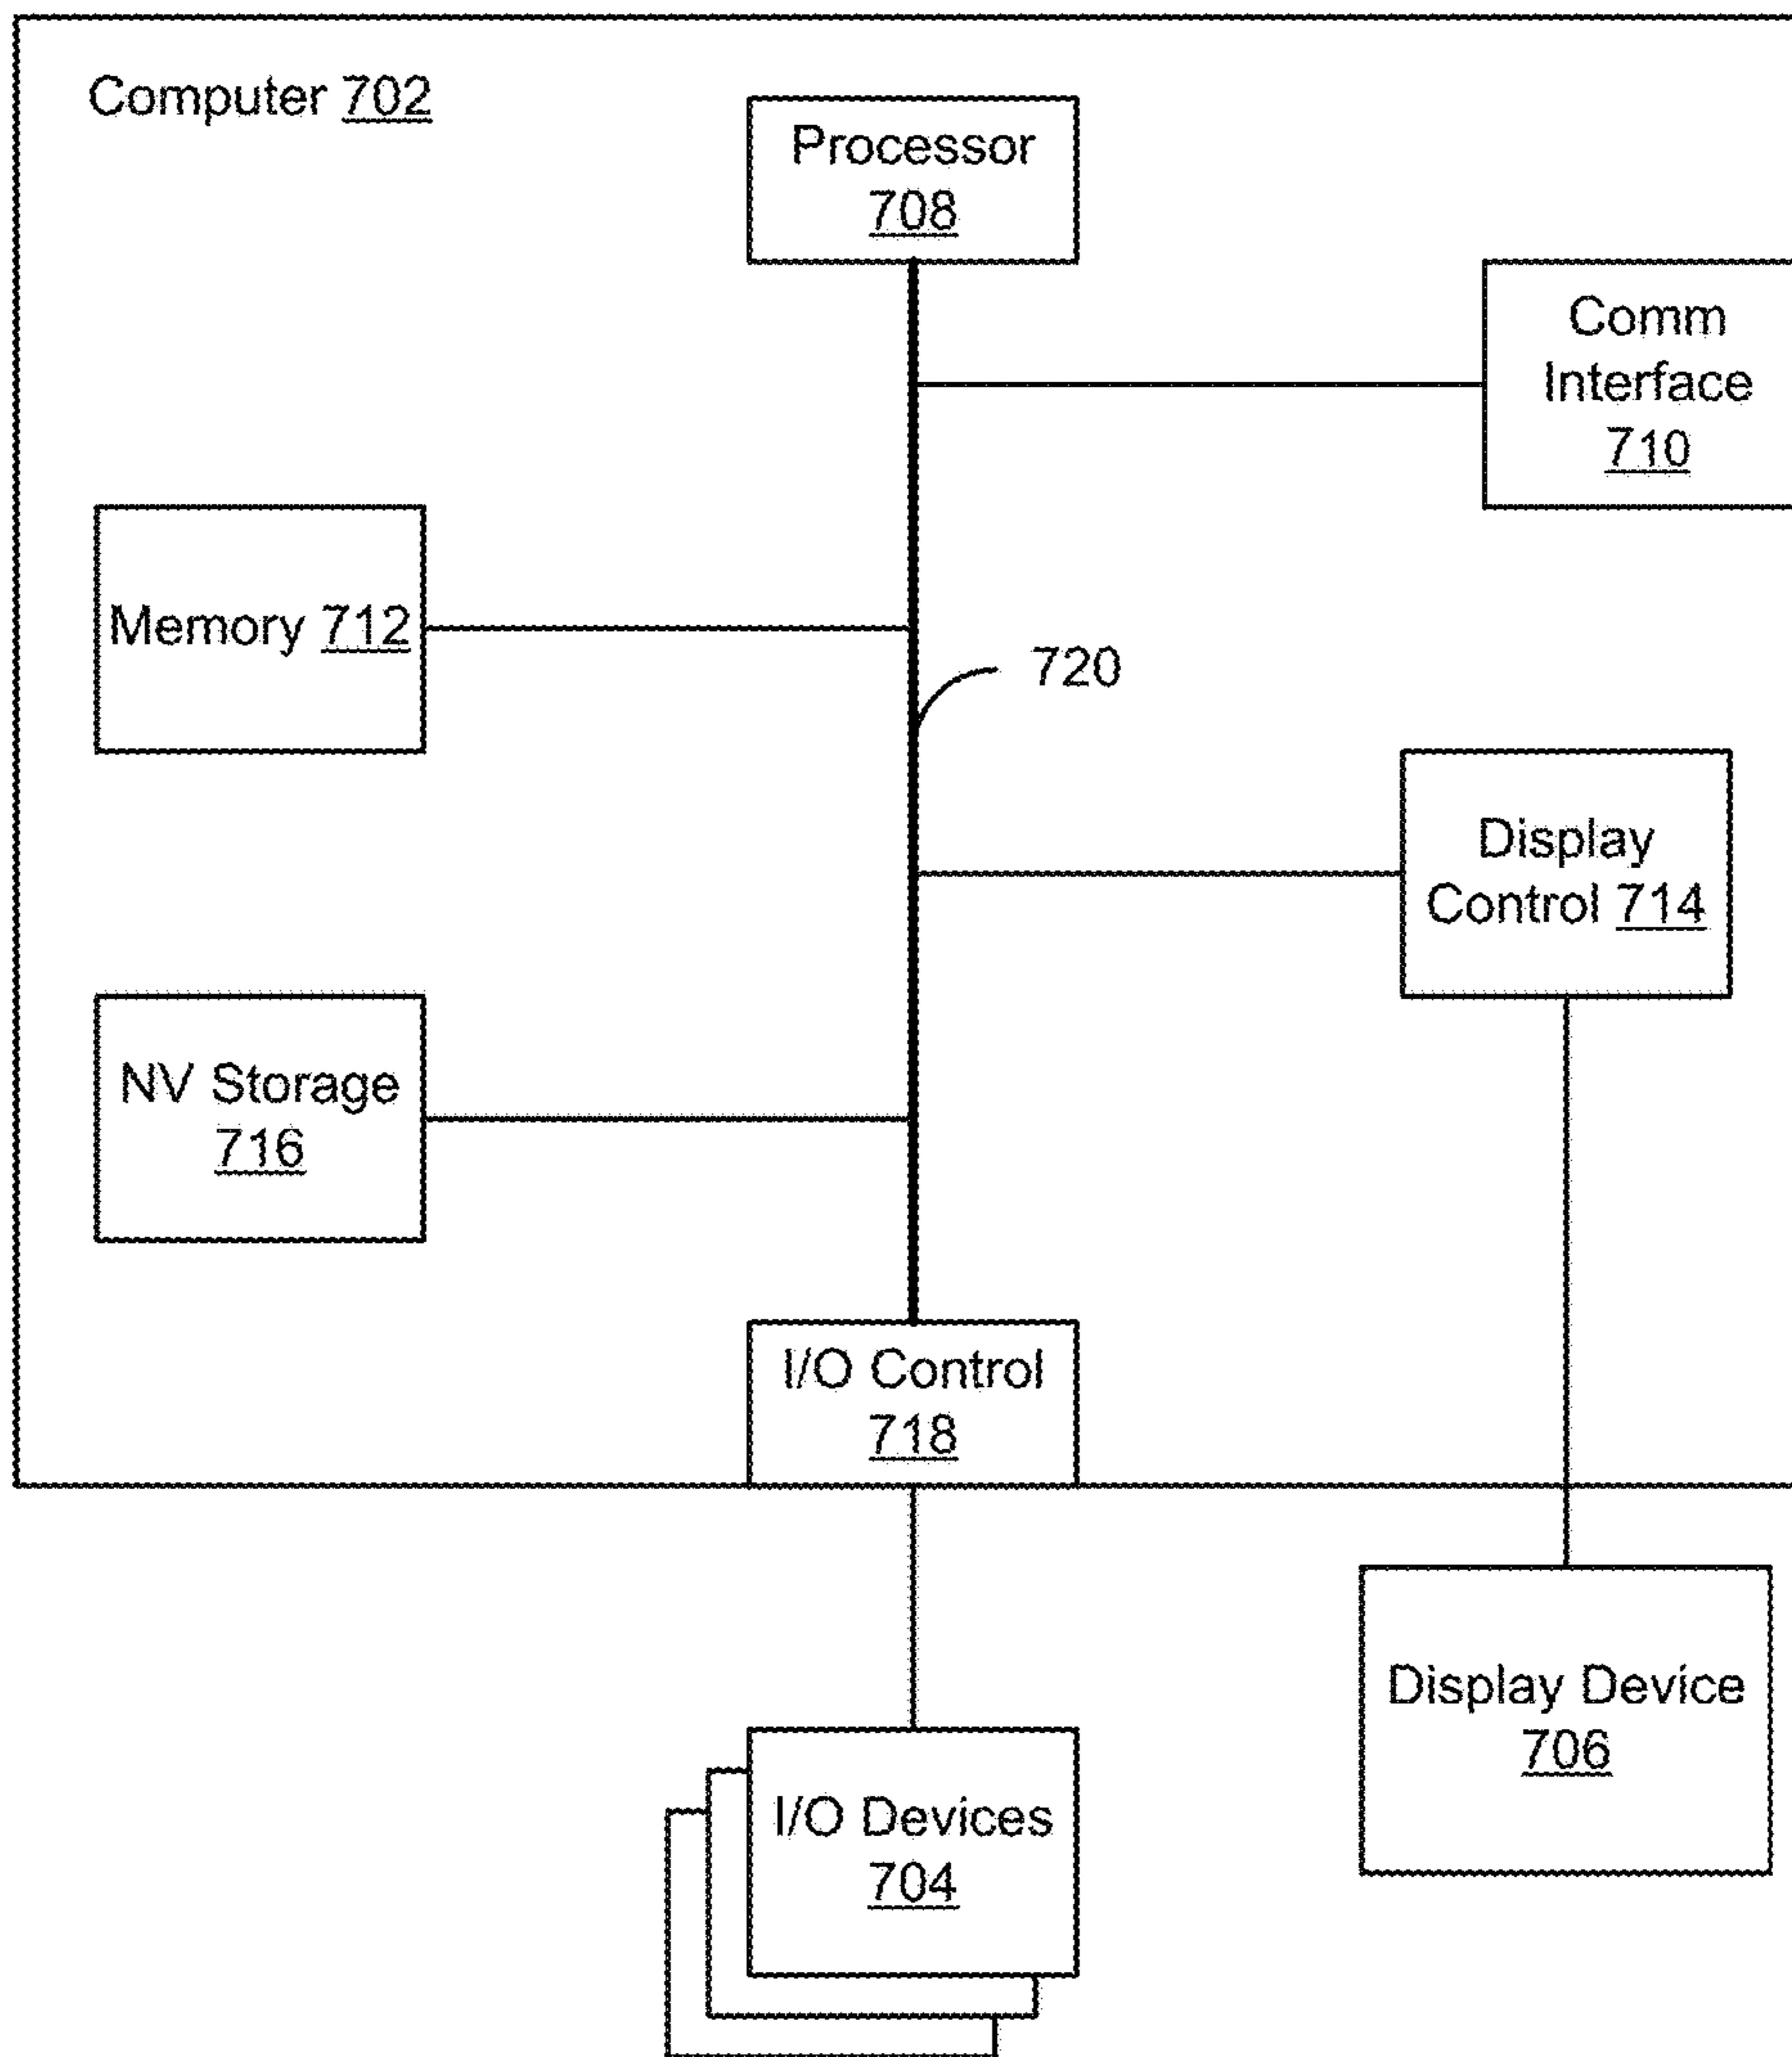 Computer 702
Processor
708
Comm
Interface
710
Memory 712
720
Display
Control 714
NV Storage
716
I/O Control
718
Display Device
706
I/O Devices
704